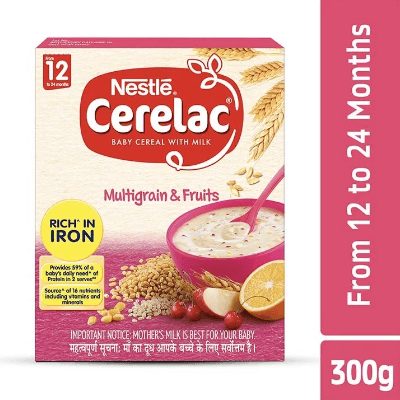 from
12
to 24 months
Nestlé
Cerelac®
BABY CEREAL WITH MILK
Multigrain & Fruits
RICH^ IN
IRON
Provides 59% of a
baby's daily need* of
Protein in 2 serves**
Source* of 16 nutrients
including vitamins and
minerals
IMPORTANT NOTICE: MOTHER'S MILK IS BEST FOR YOUR BABY.
महत्वपूर्ण सूचना: माँ का दूध आपके बच्चे के लिए सर्वोत्तम है।
From 12 to 24 Months
300g